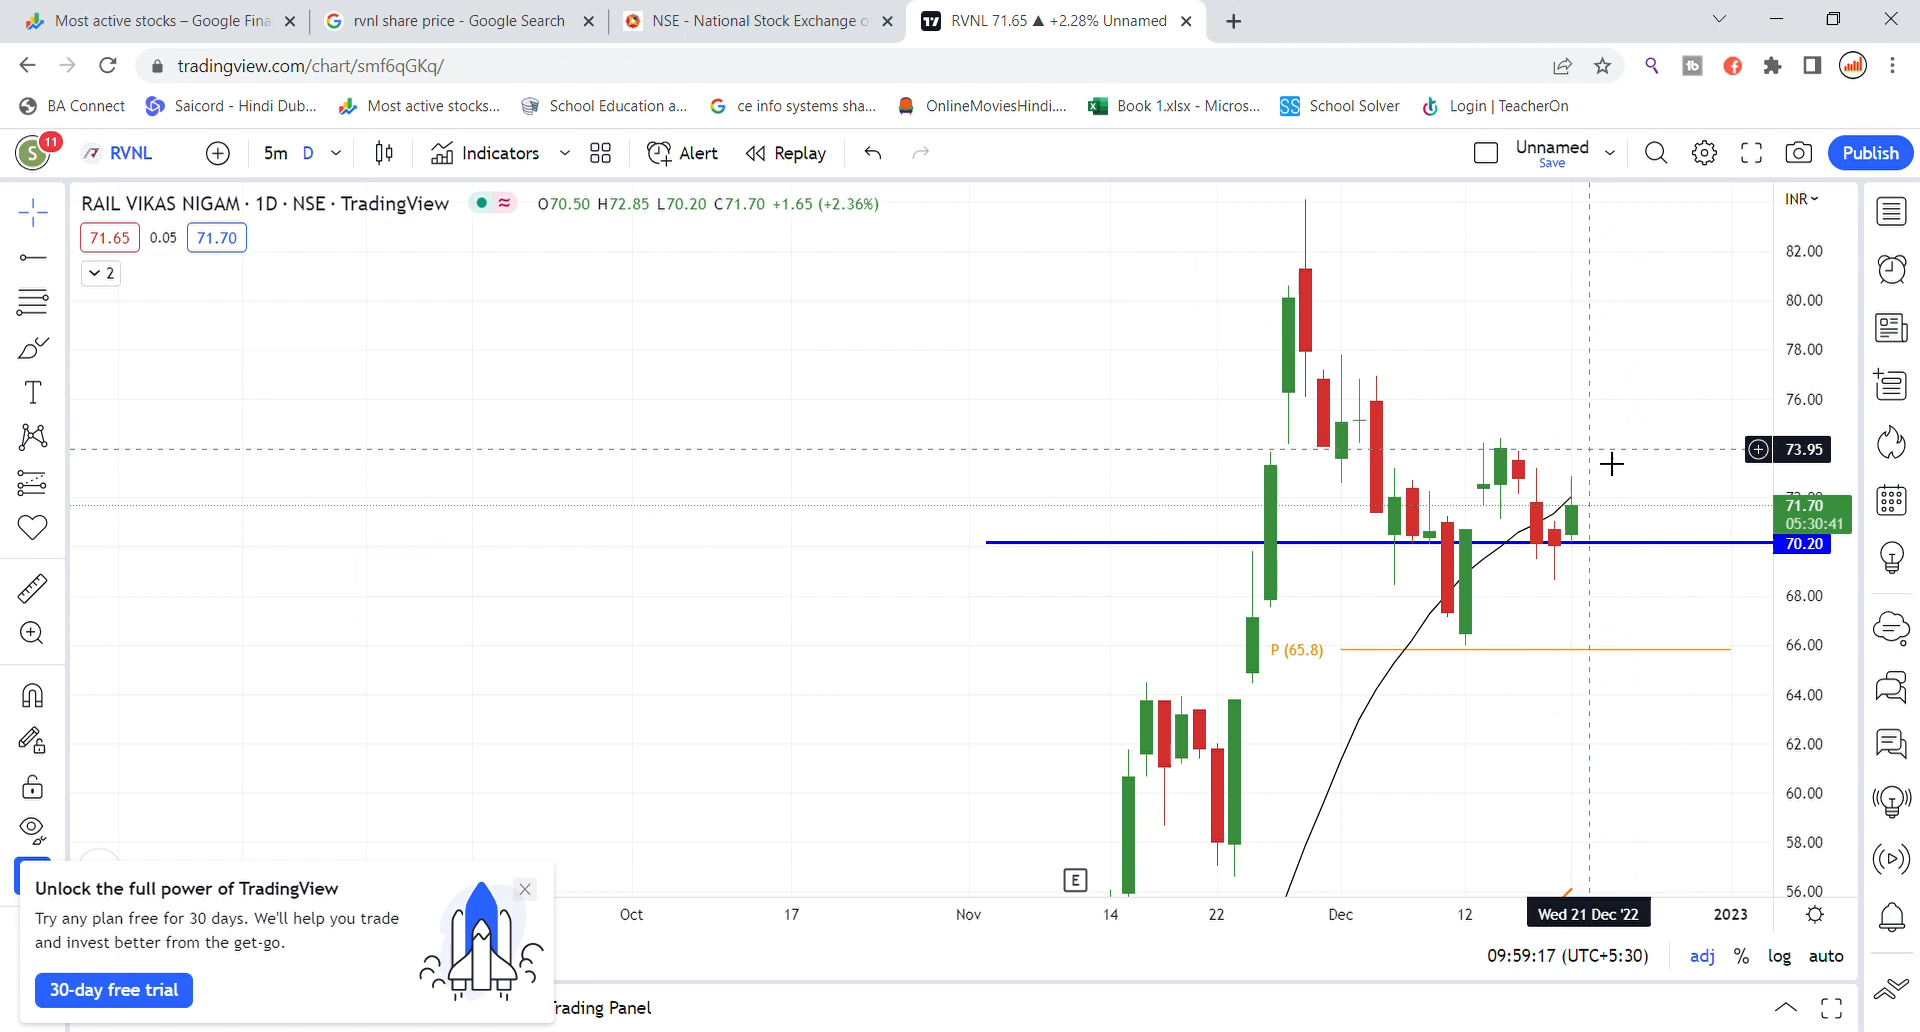 Most active stocks – Google Fina
rvnl share price - Google Search
NSE - National Stock Exchange o
RVNL 71.65 ▲ +2.28% Unnamed
tradingview.com/chart/smf6qGKq/
BA Connect
Saicord - Hindi Dub...
Most active stocks...
School Education a...
ce info systems sha...
OnlineMoviesHindi....
Book 1.xlsx - Micros...
SS School Solver
Login | TeacherOn
S 11
RVNL
5m D
Indicators
Alert
Replay
Unnamed
Save
Publish
RAIL VIKAS NIGAM · 1D · NSE · TradingView
O70.50 H72.85 L70.20 C71.70 +1.65 (+2.36%)
INR
71.65 0.05 71.70
2
82.00
80.00
78.00
76.00
73.95
71.70
05:30:41
70.20
68.00
P (65.8)
66.00
64.00
62.00
60.00
58.00
56.00
E
Oct 17 Nov 14 22 Dec 12 Wed 21 Dec '22 2023
Unlock the full power of TradingView
Try any plan free for 30 days. We'll help you trade
and invest better from the get-go.
30-day free trial
09:59:17 (UTC+5:30) adj % log auto
rading Panel